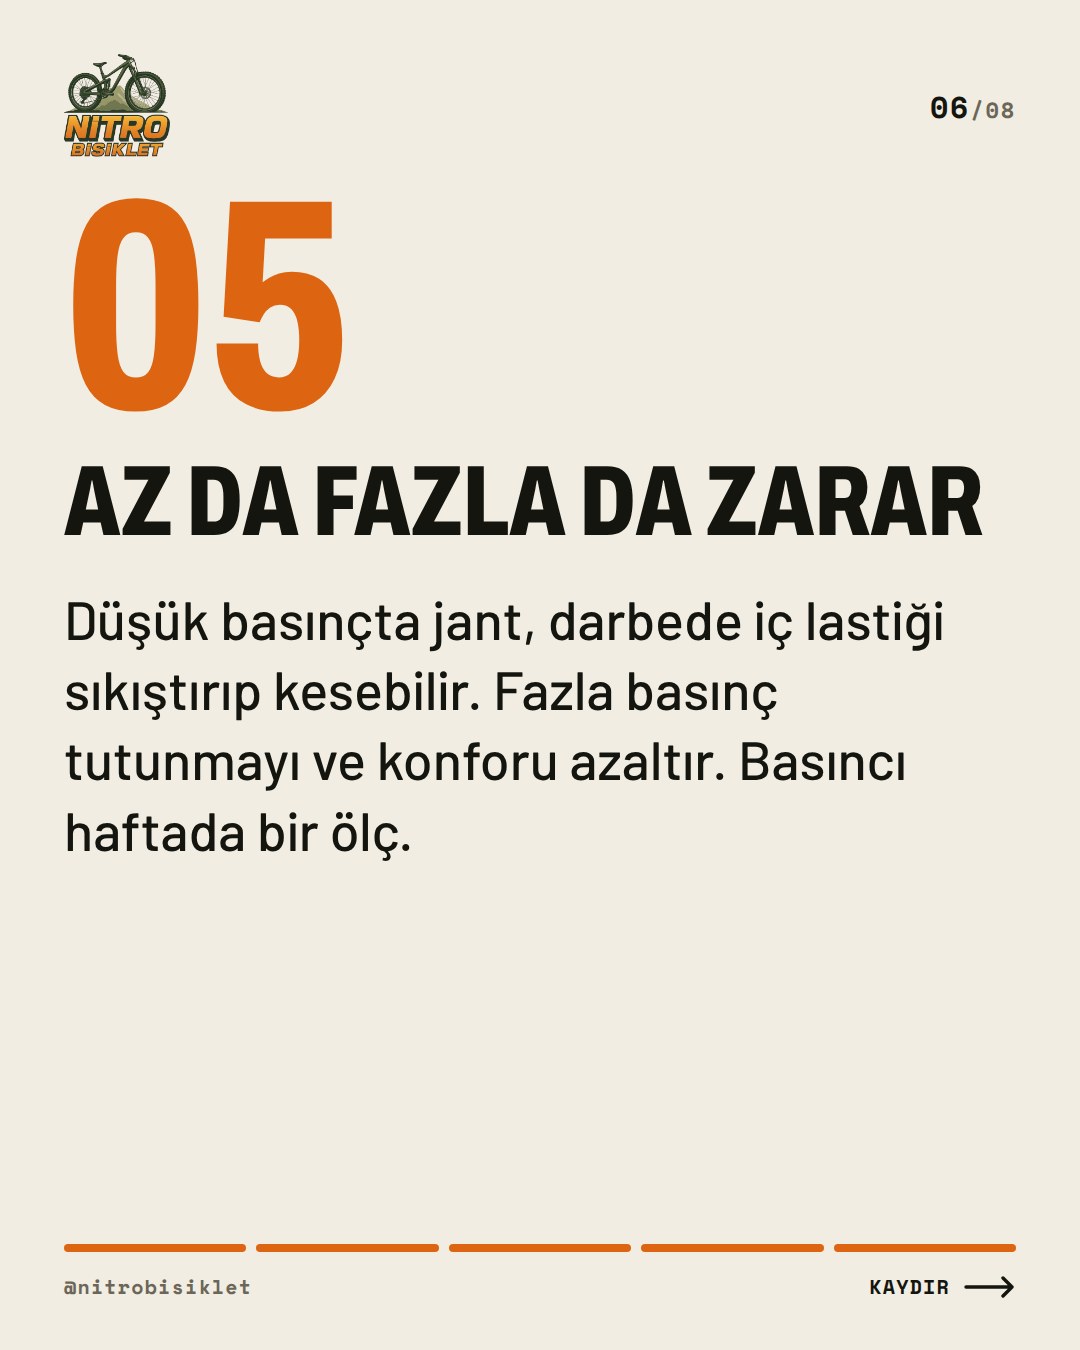 NiTRO
BISIKLET
06/08
05
AZ DA FAZLA DA ZARAR
Düşük basınçta jant, darbede iç lastiği
sıkıştırıp kesebilir. Fazla basınç
tutunmayı ve konforu azaltır. Basıncı
haftada bir ölç.
@nitrobisiklet
KAYDIR